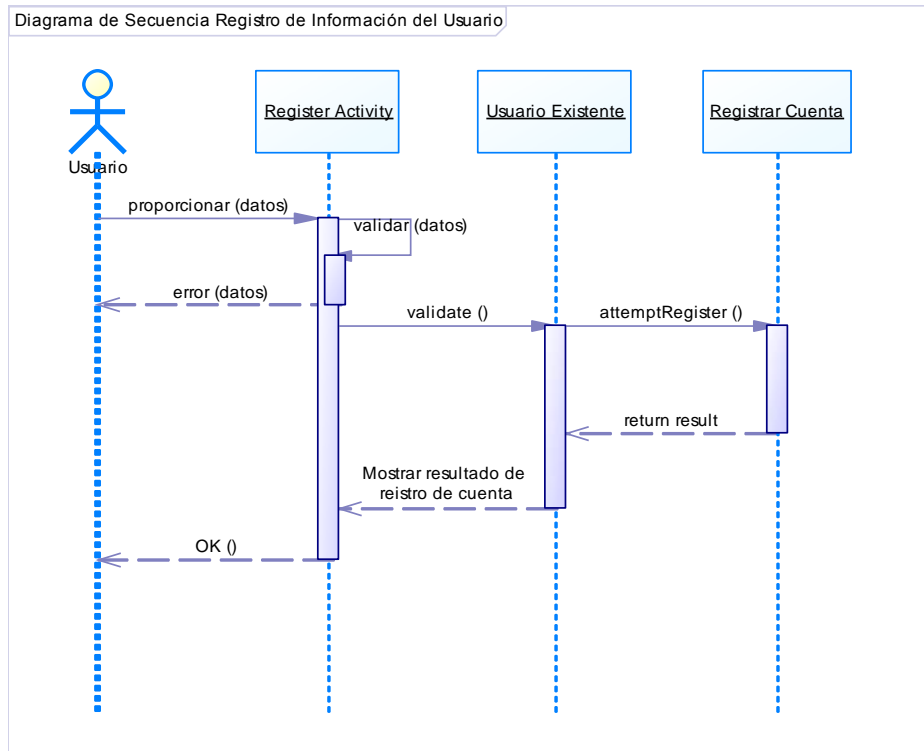 Diagrama de Secuencia Registro de Información del Usuario
Usuario
Register Activity
Usuario Existente
Registrar Cuenta
proporcionar (datos)
validar (datos)
error (datos)
validate ()
attemptRegister ()
return result
Mostrar resultado de
reistro de cuenta
OK ()